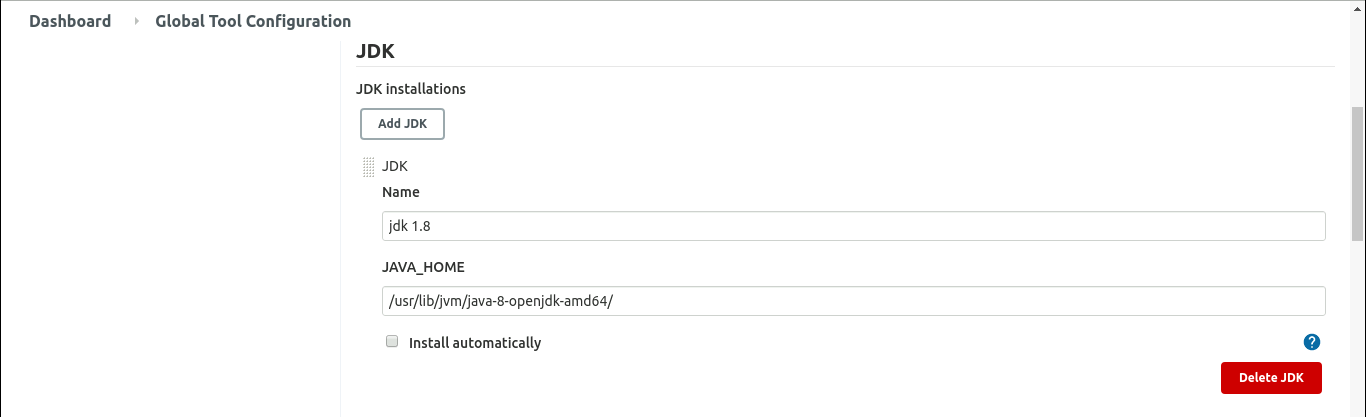 Dashboard Global Tool Configuration
JDK
JDK installations
Add JDK
JDK
Name
jdk 1.8
JAVA_HOME
/usr/lib/jvm/java-8-openjdk-amd64/
Install automatically ?
Delete JDK